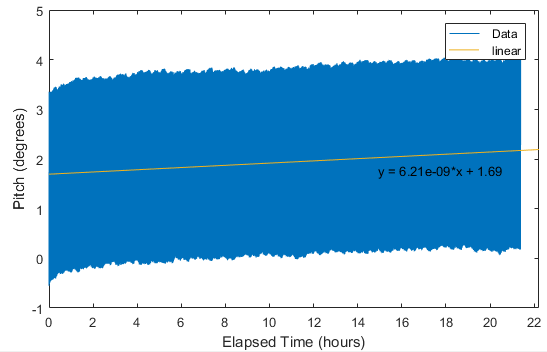 5
4
3
2
1
0
-1
Pitch (degrees)
Data
linear
y = 6.21e-09*x + 1.69
0 2 4 6 8 10 12 14 16 18 20 22
Elapsed Time (hours)